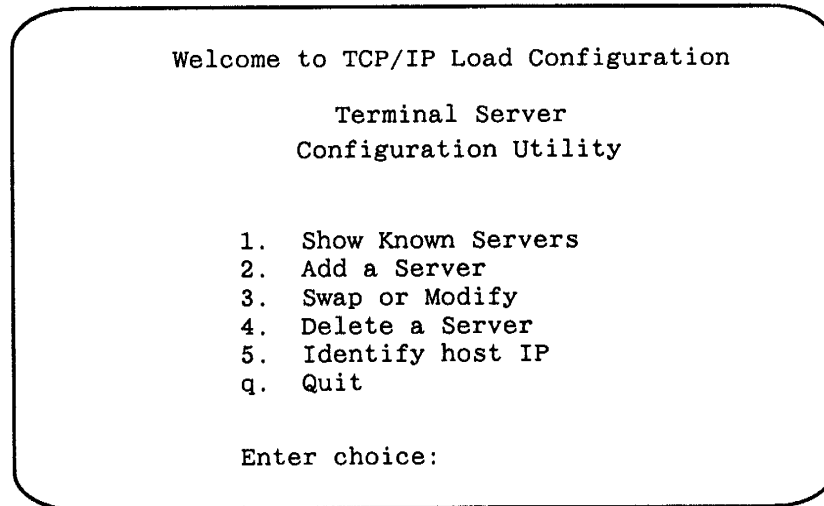 Welcome to TCP/IP Load Configuration
Terminal Server
Configuration Utility
1. Show Known Servers
2. Add a Server
3. Swap or Modify
4. Delete a Server
5. Identify host IP
q. Quit
Enter choice: